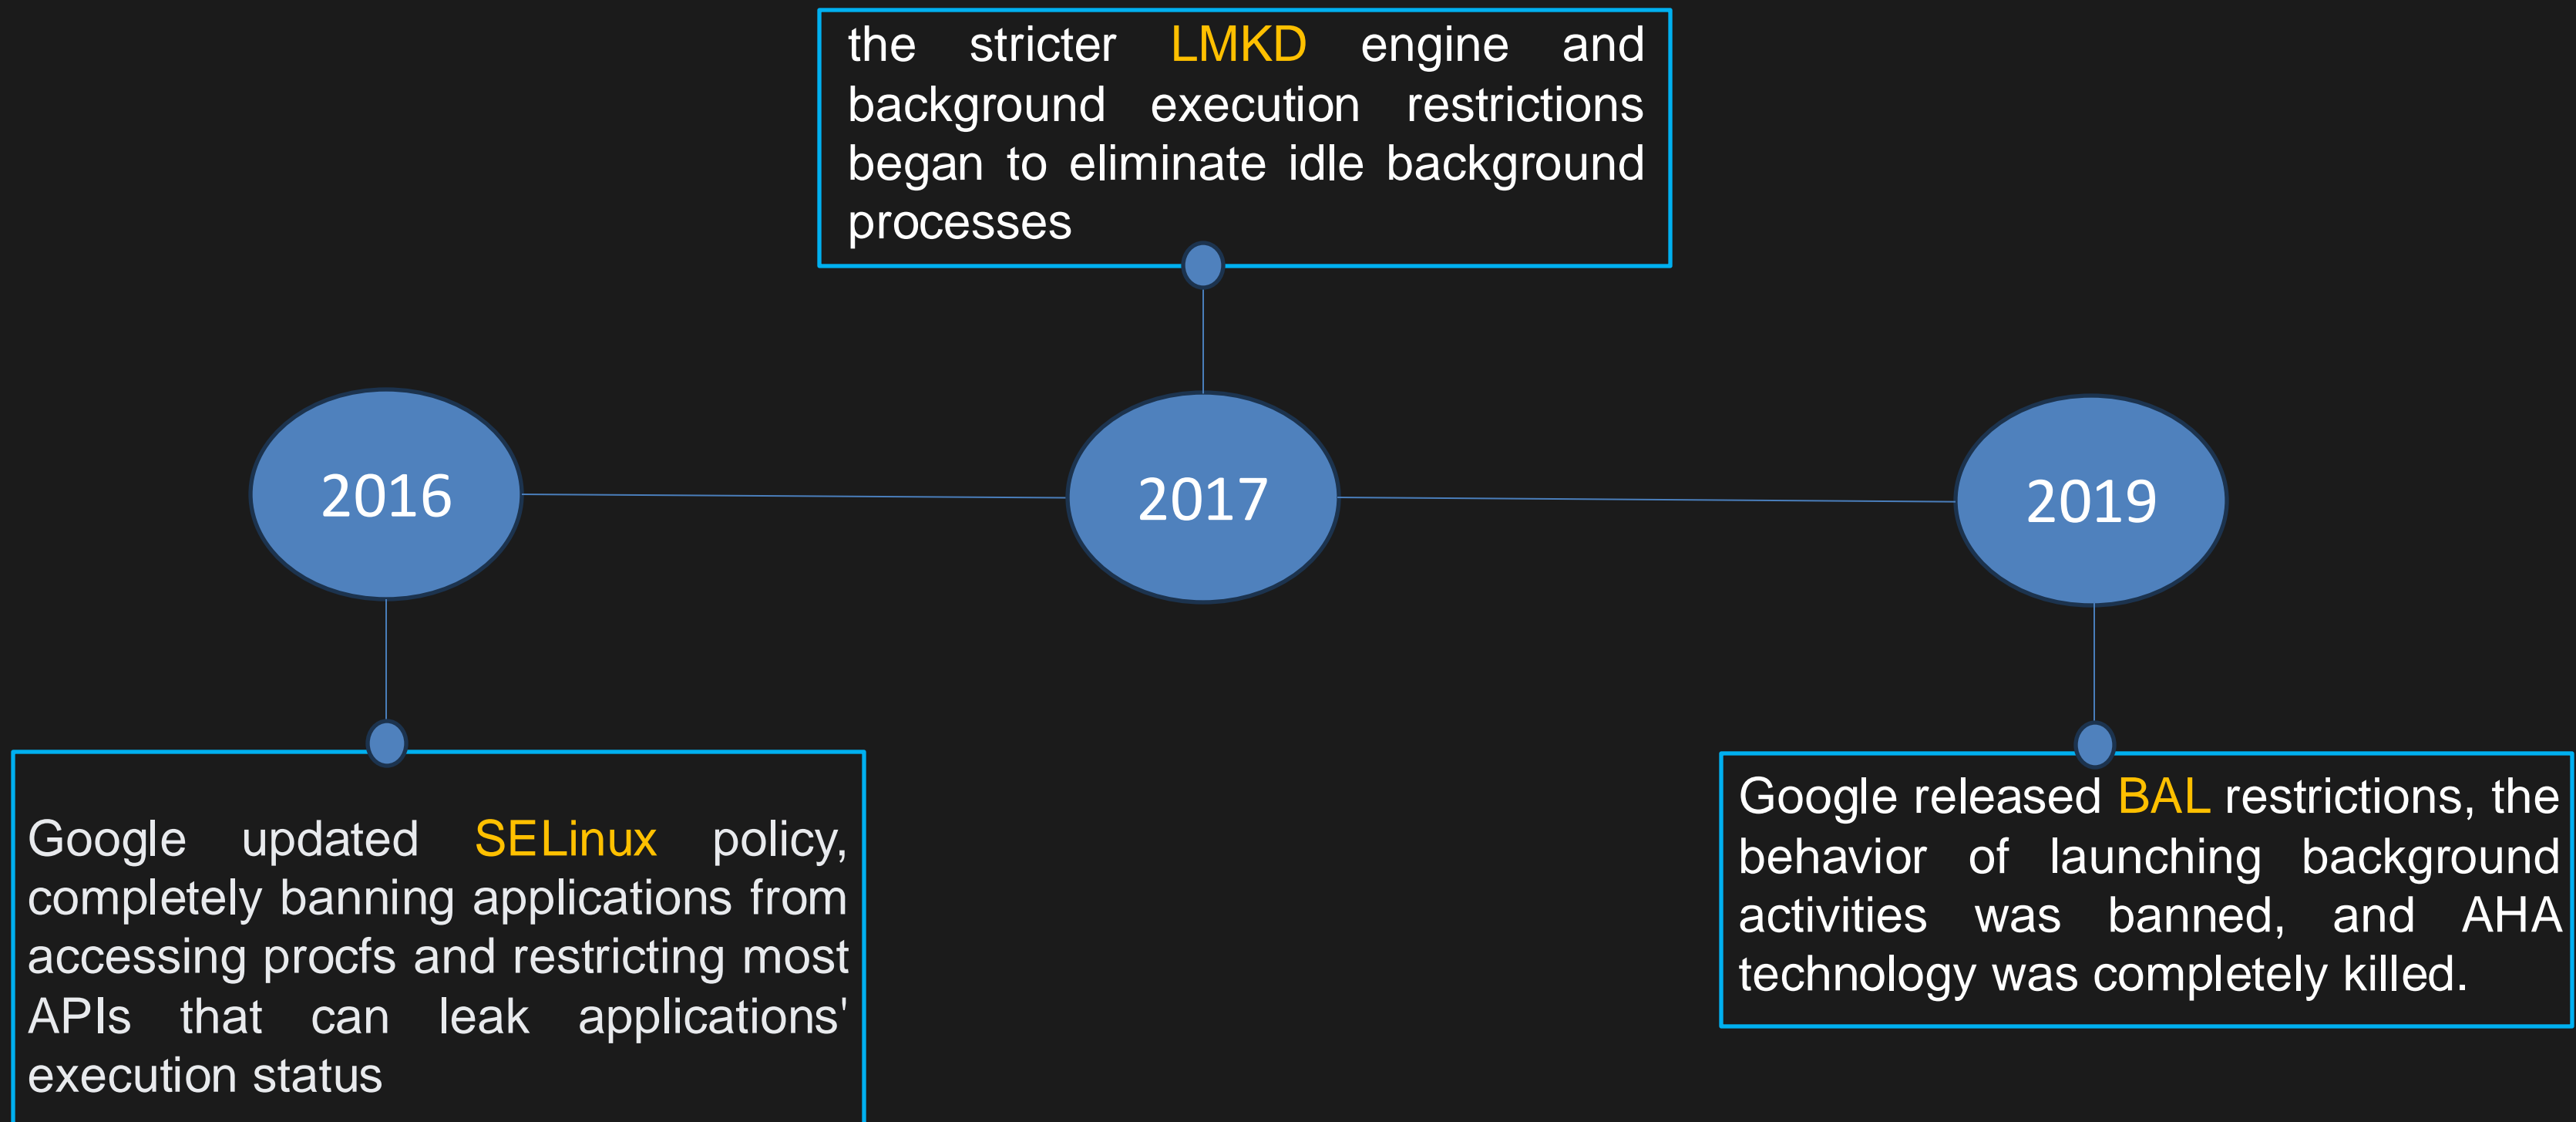 the stricter LMKD engine and
background execution restrictions
began to eliminate idle background
processes
2016
2017
2019
Google updated SELinux policy,
completely banning applications from
accessing procfs and restricting most
APIs that can leak applications'
execution status
Google released BAL restrictions, the
behavior of launching background
activities was banned, and AHA
technology was completely killed.